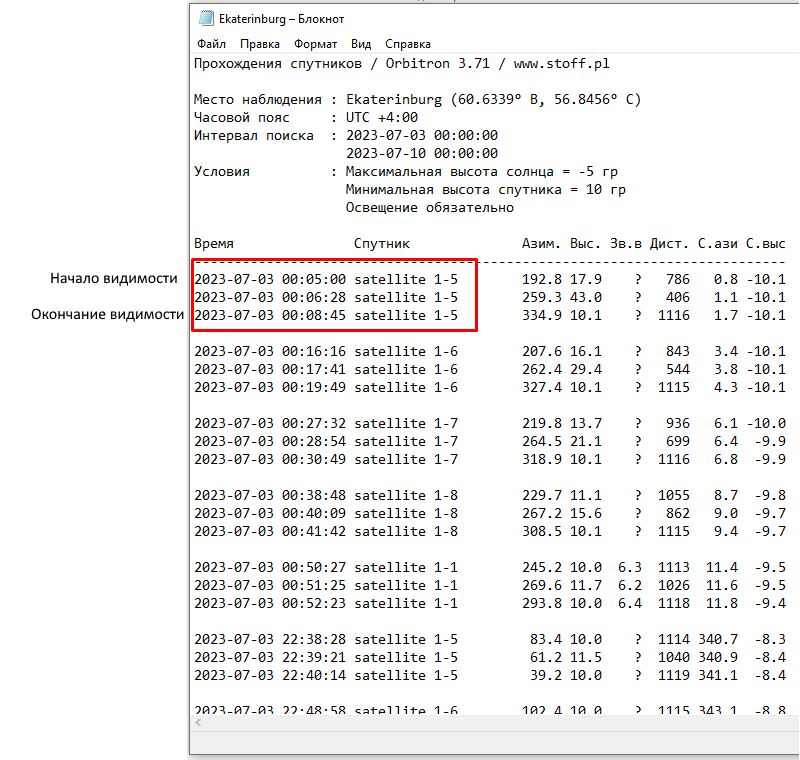 Ekaterinburg – Блокнот
Файл Правка Формат Вид Справка
Прохождения спутников / Orbitron 3.71 / www.stoff.pl
Место наблюдения : Ekaterinburg (60.6339° В, 56.8456° С)
Часовой пояс : UTC +4:00
Интервал поиска : 2023-07-03 00:00:00
2023-07-10 00:00:00
Условия : Максимальная высота солнца = -5 гр
Минимальная высота спутника = 10 гр
Освещение обязательно
Время Спутник Азим. Выс. Зв.в Дист. С.ази С.выс
--------------------------------------------------------------------------
Начало видимости 2023-07-03 00:05:00 satellite 1-5 192.8 17.9 ? 786 0.8 -10.1
2023-07-03 00:06:28 satellite 1-5 259.3 43.0 ? 406 1.1 -10.1
Окончание видимости 2023-07-03 00:08:45 satellite 1-5 334.9 10.1 ? 1116 1.7 -10.1
2023-07-03 00:16:16 satellite 1-6 207.6 16.1 ? 843 3.4 -10.1
2023-07-03 00:17:41 satellite 1-6 262.4 29.4 ? 544 3.8 -10.1
2023-07-03 00:19:49 satellite 1-6 327.4 10.1 ? 1115 4.3 -10.1
2023-07-03 00:27:32 satellite 1-7 219.8 13.7 ? 936 6.1 -10.0
2023-07-03 00:28:54 satellite 1-7 264.5 21.1 ? 699 6.4 -9.9
2023-07-03 00:30:49 satellite 1-7 318.9 10.1 ? 1116 6.8 -9.9
2023-07-03 00:38:48 satellite 1-8 229.7 11.1 ? 1055 8.7 -9.8
2023-07-03 00:40:09 satellite 1-8 267.2 15.6 ? 862 9.0 -9.7
2023-07-03 00:41:42 satellite 1-8 308.5 10.1 ? 1115 9.4 -9.7
2023-07-03 00:50:27 satellite 1-1 245.2 10.0 6.3 1113 11.4 -9.5
2023-07-03 00:51:25 satellite 1-1 269.6 11.7 6.2 1026 11.6 -9.5
2023-07-03 00:52:23 satellite 1-1 293.8 10.0 6.4 1118 11.8 -9.4
2023-07-03 22:38:28 satellite 1-5 83.4 10.0 ? 1114 340.7 -8.3
2023-07-03 22:39:21 satellite 1-5 61.2 11.5 ? 1040 340.9 -8.4
2023-07-03 22:40:14 satellite 1-5 39.2 10.0 ? 1119 341.1 -8.4
2023-07-03 22:48:58 satellite 1-6 102.4 10.0 ? 1115 343.1 -8.8